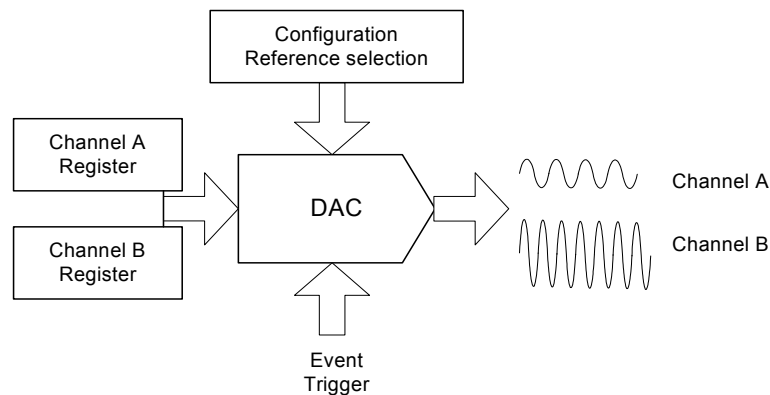 Configuration
Reference selection
Channel A
Register
DAC
Channel A
Channel B
Register
Channel B
Event
Trigger